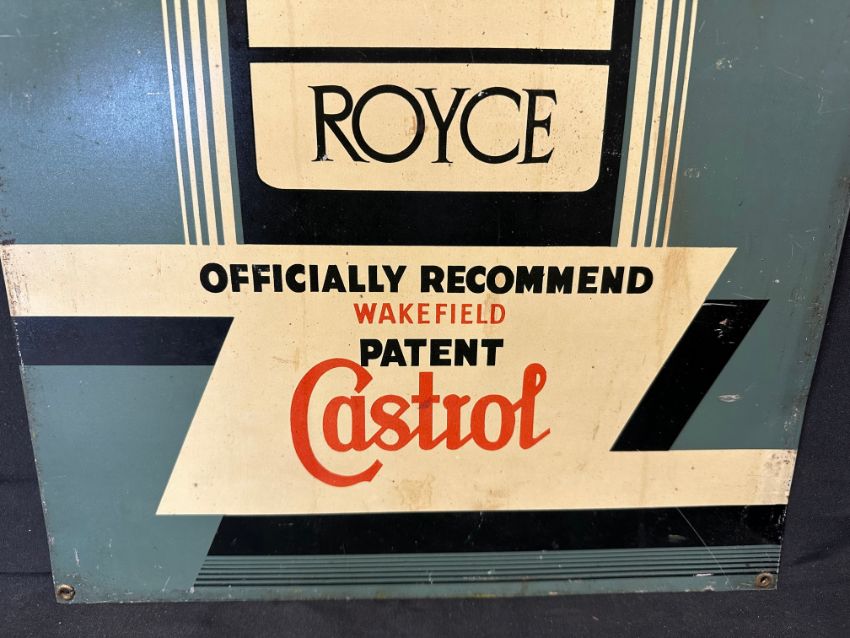 ROYCE
OFFICIALLY RECOMMEND
WAKEFIELD
PATENT
Castrol